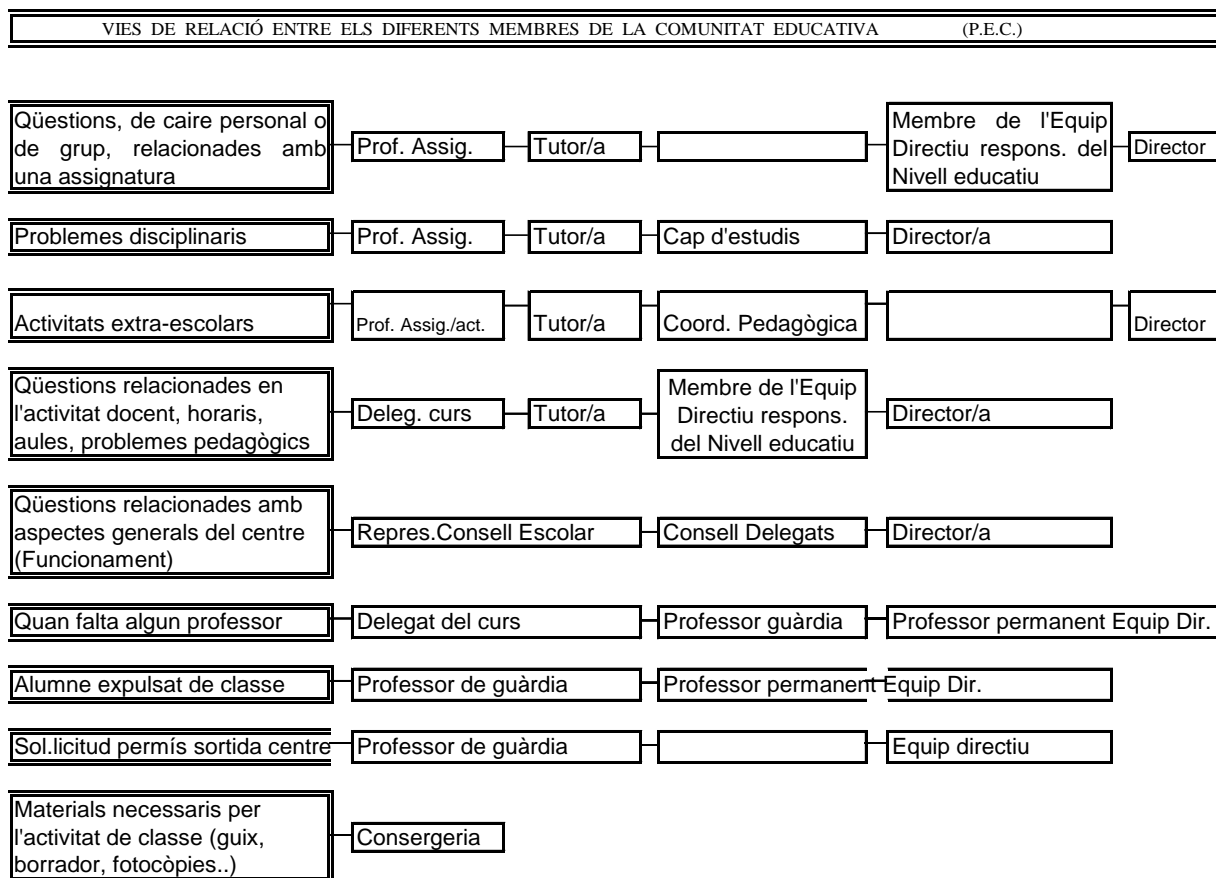 VIES DE RELACIÓ ENTRE ELS DIFERENTS MEMBRES DE LA COMUNITAT EDUCATIVA (P.E.C.)
Qüestions, de caire personal o
de grup, relacionades amb
una assignatura
Prof. Assig.
Tutor/a
Membre de l'Equip
Directiu respons. del
Nivell educatiu
Director
Problemes disciplinaris
Prof. Assig.
Tutor/a
Cap d'estudis
Director/a
Activitats extra-escolars
Prof. Assig./act.
Tutor/a
Coord. Pedagògica
Director
Qüestions relacionades en
l'activitat docent, horaris,
aules, problemes pedagògics
Deleg. curs
Tutor/a
Membre de l'Equip
Directiu respons.
del Nivell educatiu
Director/a
Qüestions relacionades amb
aspectes generals del centre
(Funcionament)
Repres.Consell Escolar
Consell Delegats
Director/a
Quan falta algun professor
Delegat del curs
Professor guàrdia
Professor permanent Equip Dir.
Alumne expulsat de classe
Professor de guàrdia
Professor permanent Equip Dir.
Sol.licitud permís sortida centre
Professor de guàrdia
Equip directiu
Materials necessaris per
l'activitat de classe (guix,
borrador, fotocòpies..)
Consergeria